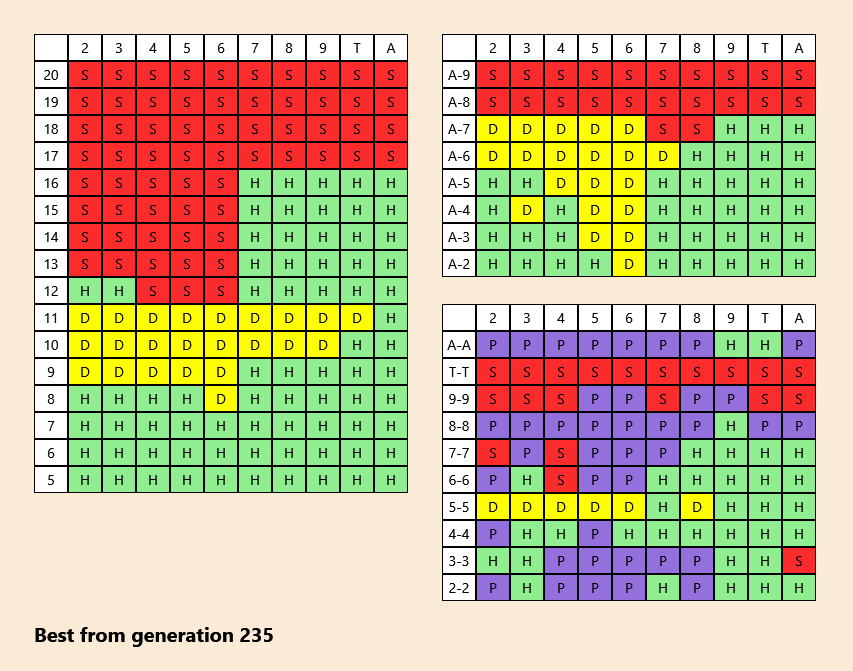 2 3 4 5 6 7 8 9 T A
20 S S S S S S S S S S
19 S S S S S S S S S S
18 S S S S S S S S S S
17 S S S S S S S S S S
16 S S S S S H H H H H
15 S S S S S H H H H H
14 S S S S S H H H H H
13 S S S S S H H H H H
12 H H S S S H H H H H
11 D D D D D D D D D H
10 D D D D D D D D H H
9 D D D D D H H H H H
8 H H H H D H H H H H
7 H H H H H H H H H H
6 H H H H H H H H H H
5 H H H H H H H H H H
2 3 4 5 6 7 8 9 T A
A-9 S S S S S S S S S S
A-8 S S S S S S S S S S
A-7 D D D D D S S H H H
A-6 D D D D D D H H H H
A-5 H H D D D H H H H H
A-4 H D H D D H H H H H
A-3 H H H D D H H H H H
A-2 H H H H D H H H H H
2 3 4 5 6 7 8 9 T A
A-A P P P P P P P H H P
T-T S S S S S S S S S S
9-9 S S S P P S P P S S
8-8 P P P P P P P H P P
7-7 S P S P P P H H H H
6-6 P H S P P H H H H H
5-5 D D D D D H D H H H
4-4 P H H P H H H H H H
3-3 H H P P P P P H H S
2-2 P H P P P H P H H H
Best from generation 235